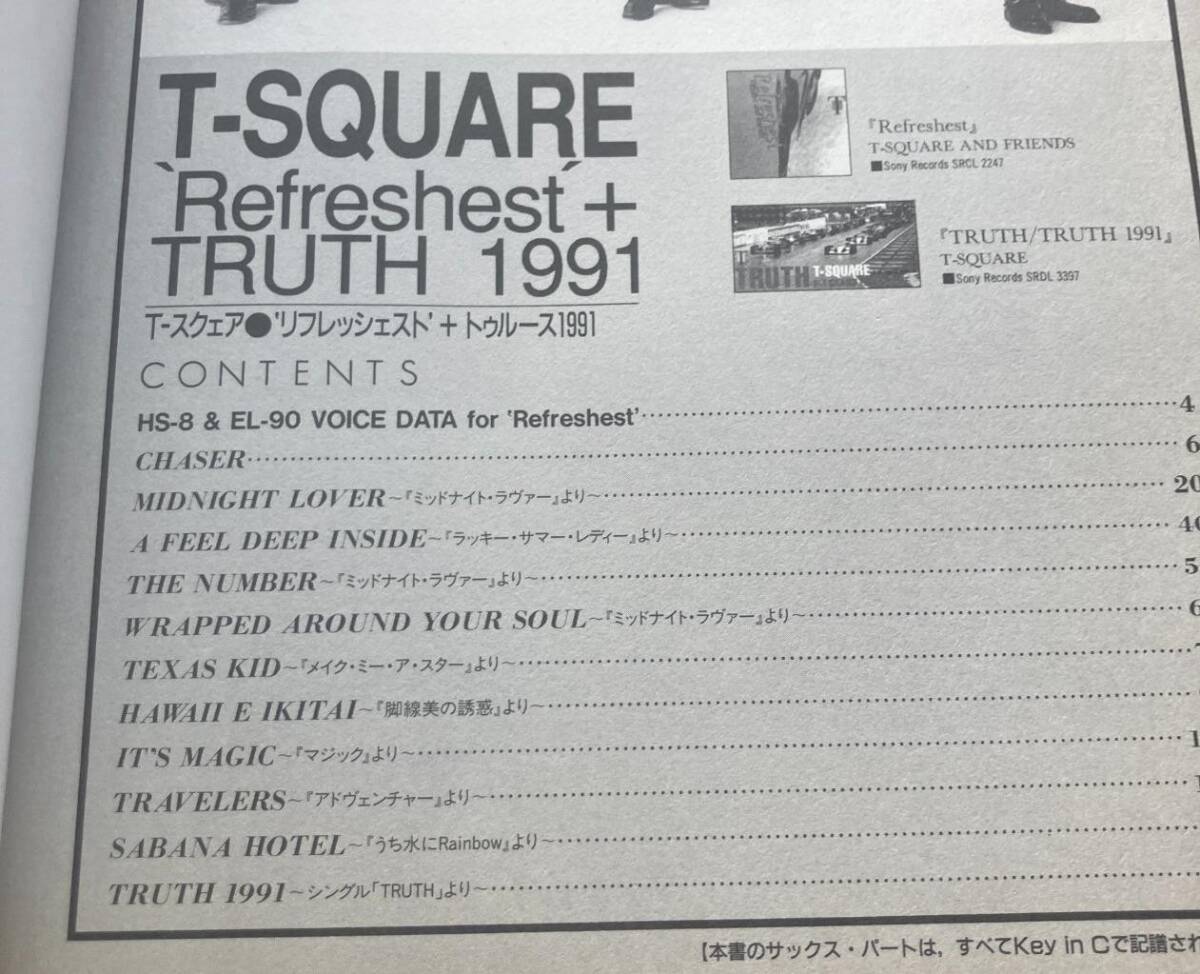 T-SQUARE
'Refreshest' +
TRUTH 1991
T-スクェア●'リフレッシェスト' + トゥルース1991
『Refreshest』
T-SQUARE AND FRIENDS
■Sony Records SRCL 2247
TRUTH T-SQUARE
『TRUTH/TRUTH 1991』
T-SQUARE
■Sony Records SRDL 3397
CONTENTS
HS-8 & EL-90 VOICE DATA for 'Refreshest'………4
CHASER………6
MIDNIGHT LOVER～『ミッドナイト・ラヴァー』より～………20
A FEEL DEEP INSIDE～『ラッキー・サマー・レディー』より～………4
THE NUMBER～『ミッドナイト・ラヴァー』より～………5
WRAPPED AROUND YOUR SOUL～『ミッドナイト・ラヴァー』より～………6
TEXAS KID～『メイク・ミー・ア・スター』より～………
HAWAII E IKITAI～『脚線美の誘惑』より～………
IT'S MAGIC～『マジック』より～………1
TRAVELERS～『アドヴェンチャー』より～………1
SABANA HOTEL～『うち水にRainbow』より～………
TRUTH 1991～シングル「TRUTH」より～………
【本書のサックス・パートは，すべてKey in Cで記譜され